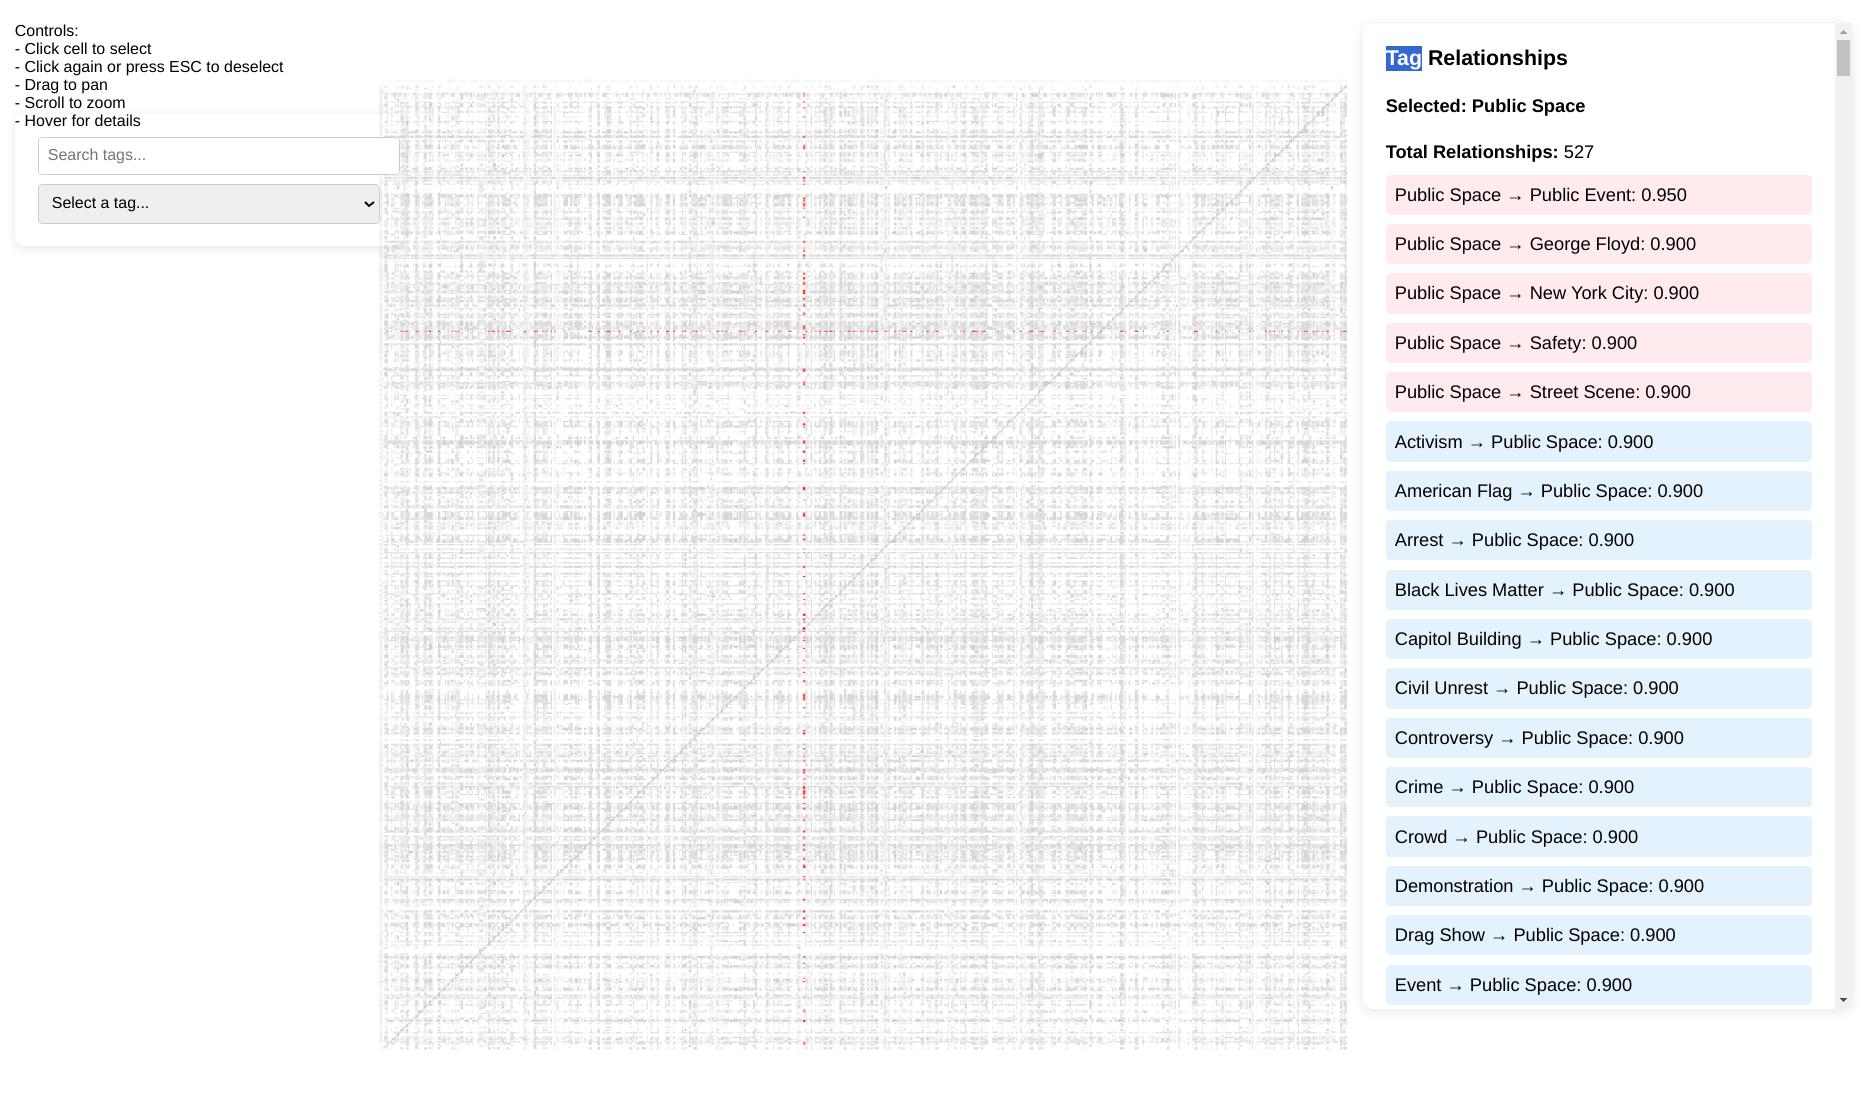 Controls:
- Click cell to select
- Click again or press ESC to deselect
- Drag to pan
- Scroll to zoom
- Hover for details
Search tags...
Select a tag...
Tag Relationships
Selected: Public Space
Total Relationships: 527
Public Space → Public Event: 0.950
Public Space → George Floyd: 0.900
Public Space → New York City: 0.900
Public Space → Safety: 0.900
Public Space → Street Scene: 0.900
Activism → Public Space: 0.900
American Flag → Public Space: 0.900
Arrest → Public Space: 0.900
Black Lives Matter → Public Space: 0.900
Capitol Building → Public Space: 0.900
Civil Unrest → Public Space: 0.900
Controversy → Public Space: 0.900
Crime → Public Space: 0.900
Crowd → Public Space: 0.900
Demonstration → Public Space: 0.900
Drag Show → Public Space: 0.900
Event → Public Space: 0.900